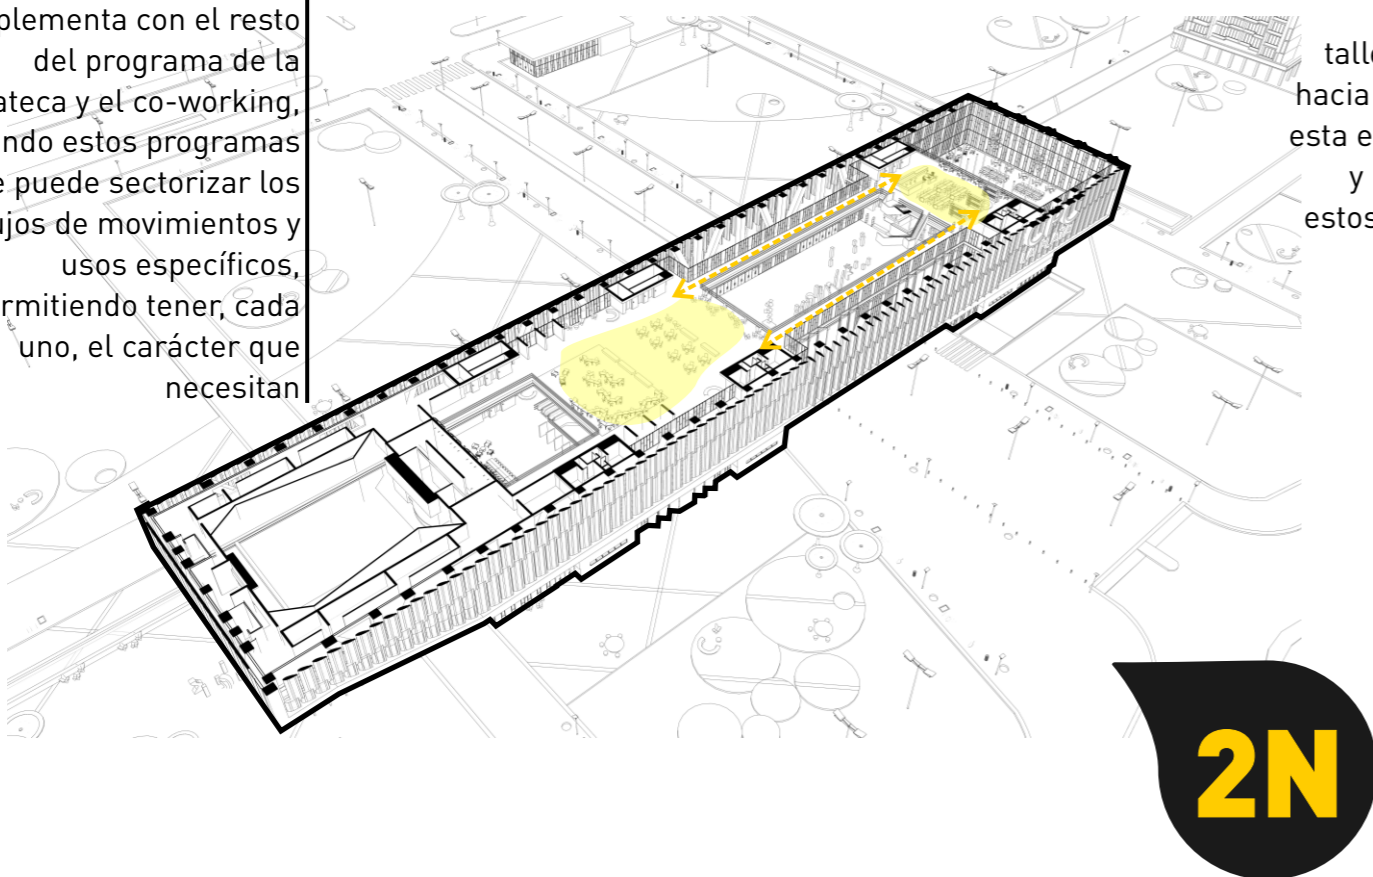 plementa con el resto
del programa de la
ateca y el co-working,
ndo estos programas
e puede sectorizar los
ujos de movimientos y
usos específicos,
rmitiendo tener, cada
uno, el carácter que
necesitan
talle
hacia
esta e
y
estos
2N